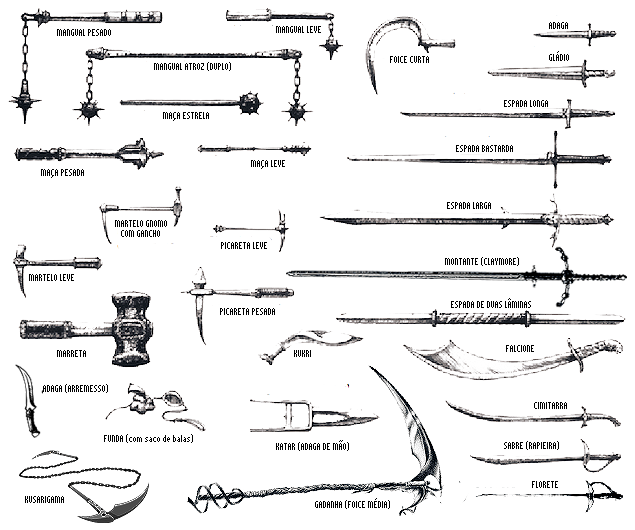 MANGUAL PESADO
MANGUAL LEVE
ADAGA
FOICE CURTA
GLÁDIO
MANGUAL ATROZ (DUPLO)
MAÇA ESTRELA
ESPADA LONGA
MAÇA PESADA
MAÇA LEVE
ESPADA BASTARDA
MARTELO GNOMO
COM GANCHO
PICARETA LEVE
ESPADA LARGA
MARTELO LEVE
MONTANTE (CLAYMORE)
PICARETA PESADA
ESPADA DE DUAS LÂMINAS
MARRETA
KUKRI
FALCIONE
ADAGA (ARREMESSO)
FUNDA (com saco de balas)
KATAR (ADAGA DE MÃO)
CIMITARRA
SABRE (RAPIEIRA)
KUSARIGAMA
GADANHA (FOICE MÉDIA)
FLORETE